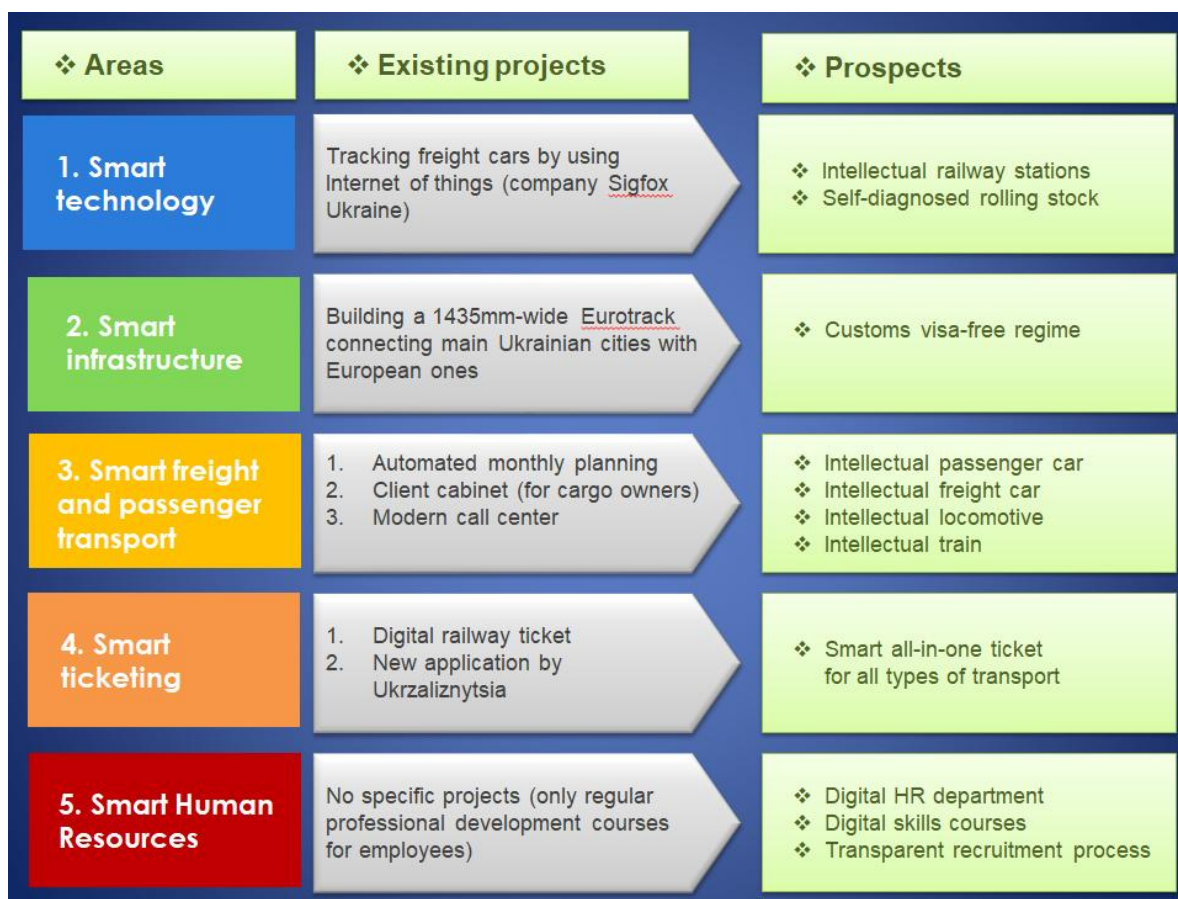 ❖ Areas
❖ Existing projects
❖ Prospects
1. Smart
technology
Tracking freight cars by using
Internet of things (company Sigfox
Ukraine)
❖ Intellectual railway stations
❖ Self-diagnosed rolling stock
2. Smart
infrastructure
Building a 1435mm-wide Eurotrack
connecting main Ukrainian cities with
European ones
❖ Customs visa-free regime
3. Smart freight
and passenger
transport
1. Automated monthly planning
2. Client cabinet (for cargo owners)
3. Modern call center
❖ Intellectual passenger car
❖ Intellectual freight car
❖ Intellectual locomotive
❖ Intellectual train
4. Smart
ticketing
1. Digital railway ticket
2. New application by
Ukrzaliznytsia
❖ Smart all-in-one ticket
for all types of transport
5. Smart Human
Resources
No specific projects (only regular
professional development courses
for employees)
❖ Digital HR department
❖ Digital skills courses
❖ Transparent recruitment process